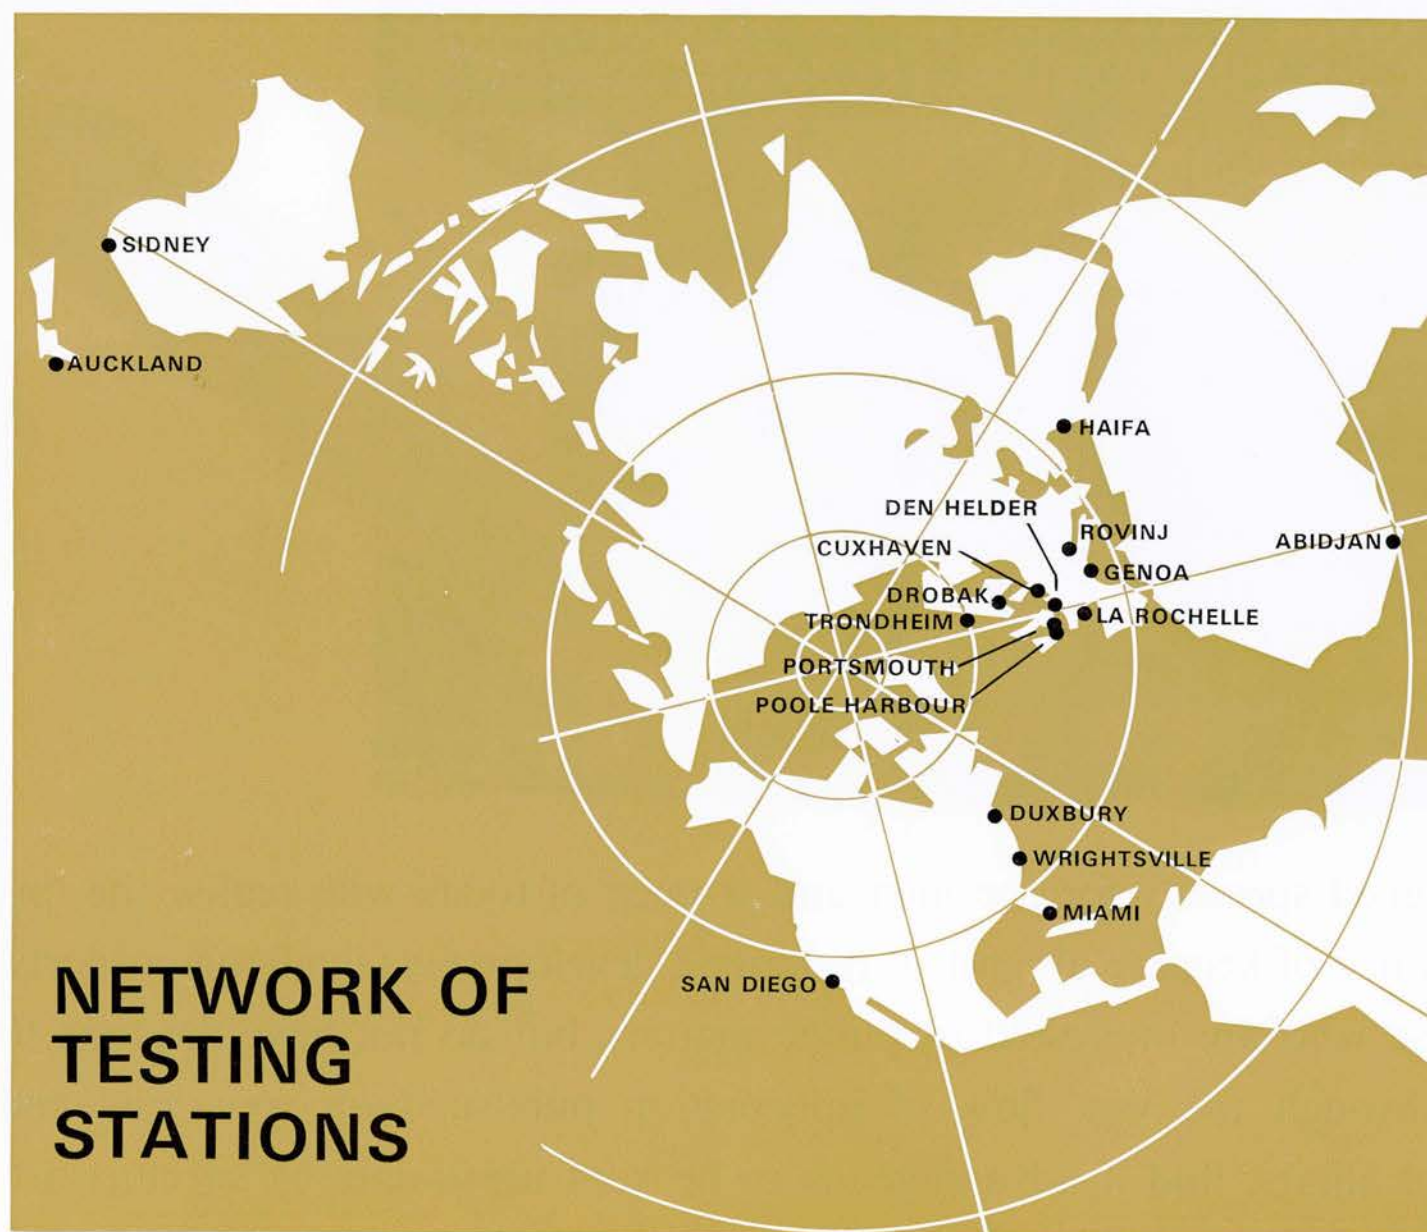 SIDNEY
AUCKLAND
HAIFA
DEN HELDER
ROVINJ
CUXHAVEN
ABIDJAN
GENOA
DROBAK
LA ROCHELLE
TRONDHEIM
PORTSMOUTH
POOLE HARBOUR
DUXBURY
WRIGHTSVILLE
MIAMI
SAN DIEGO
NETWORK OF
TESTING
STATIONS